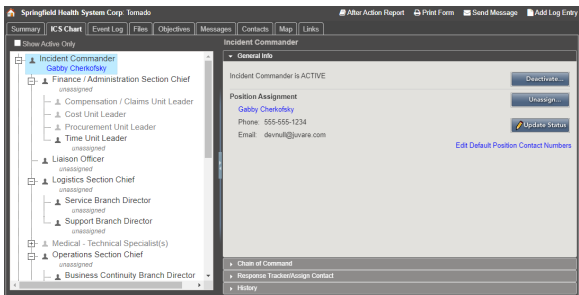 Springfield Health System Corp: Tornado
After Action Report Print Form Send Message Add Log Entry
Summary ICS Chart Event Log Files Objectives Messages Contacts Map Links
Show Active Only
Incident Commander
Gabby Cherkofsky
Finance / Administration Section Chief
unassigned
Compensation / Claims Unit Leader
Cost Unit Leader
Procurement Unit Leader
Time Unit Leader
unassigned
Liaison Officer
unassigned
Logistics Section Chief
unassigned
Service Branch Director
unassigned
Support Branch Director
unassigned
Medical - Technical Specialist(s)
Operations Section Chief
unassigned
Business Continuity Branch Director
Incident Commander
General Info
Incident Commander is ACTIVE
Deactivate...
Position Assignment
Unassign...
Gabby Cherkofsky
Phone: 555-555-1234
Update Status
Email: devnull@juvare.com
Edit Default Position Contact Numbers
Chain of Command
Response Tracker/Assign Contact
History